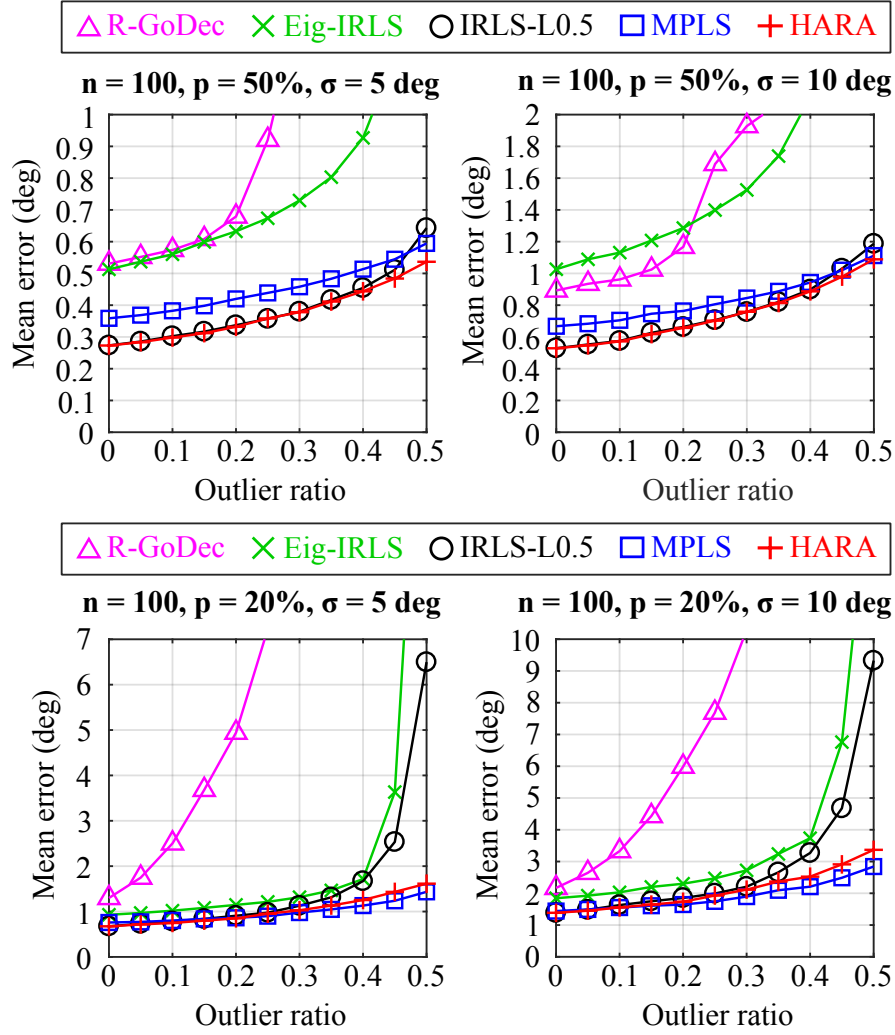 R-GoDec Eig-IRLS IRLS-L0.5 MPLS HARA
n = 100, p = 50%, σ = 5 deg
1
0.9
0.8
0.7
0.6
0.5
0.4
0.3
0.2
0.1
0
Mean error (deg)
0 0.1 0.2 0.3 0.4 0.5
Outlier ratio
n = 100, p = 50%, σ = 10 deg
2
1.8
1.6
1.4
1.2
1
0.8
0.6
0.4
0.2
0
Mean error (deg)
0 0.1 0.2 0.3 0.4 0.5
Outlier ratio
R-GoDec Eig-IRLS IRLS-L0.5 MPLS HARA
n = 100, p = 20%, σ = 5 deg
7
6
5
4
3
2
1
0
Mean error (deg)
0 0.1 0.2 0.3 0.4 0.5
Outlier ratio
n = 100, p = 20%, σ = 10 deg
10
9
8
7
6
5
4
3
2
1
0
Mean error (deg)
0 0.1 0.2 0.3 0.4 0.5
Outlier ratio